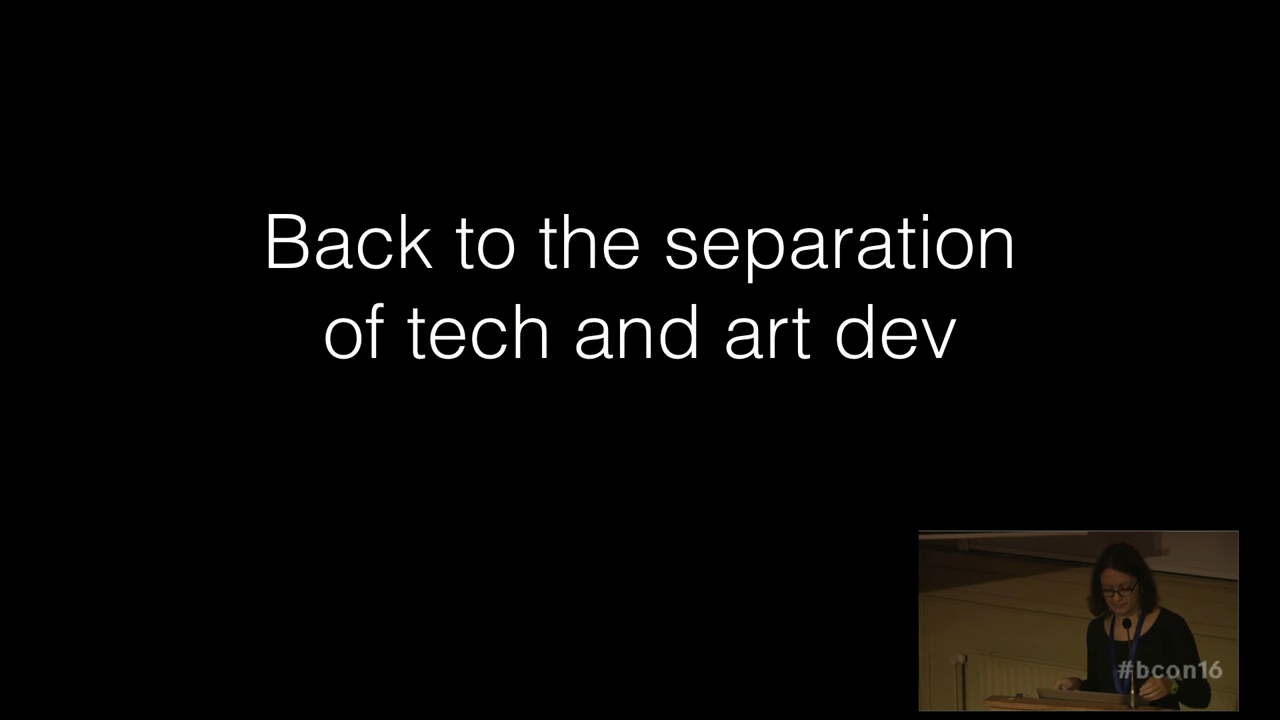 Back to the separation
of tech and art dev
#bcon16